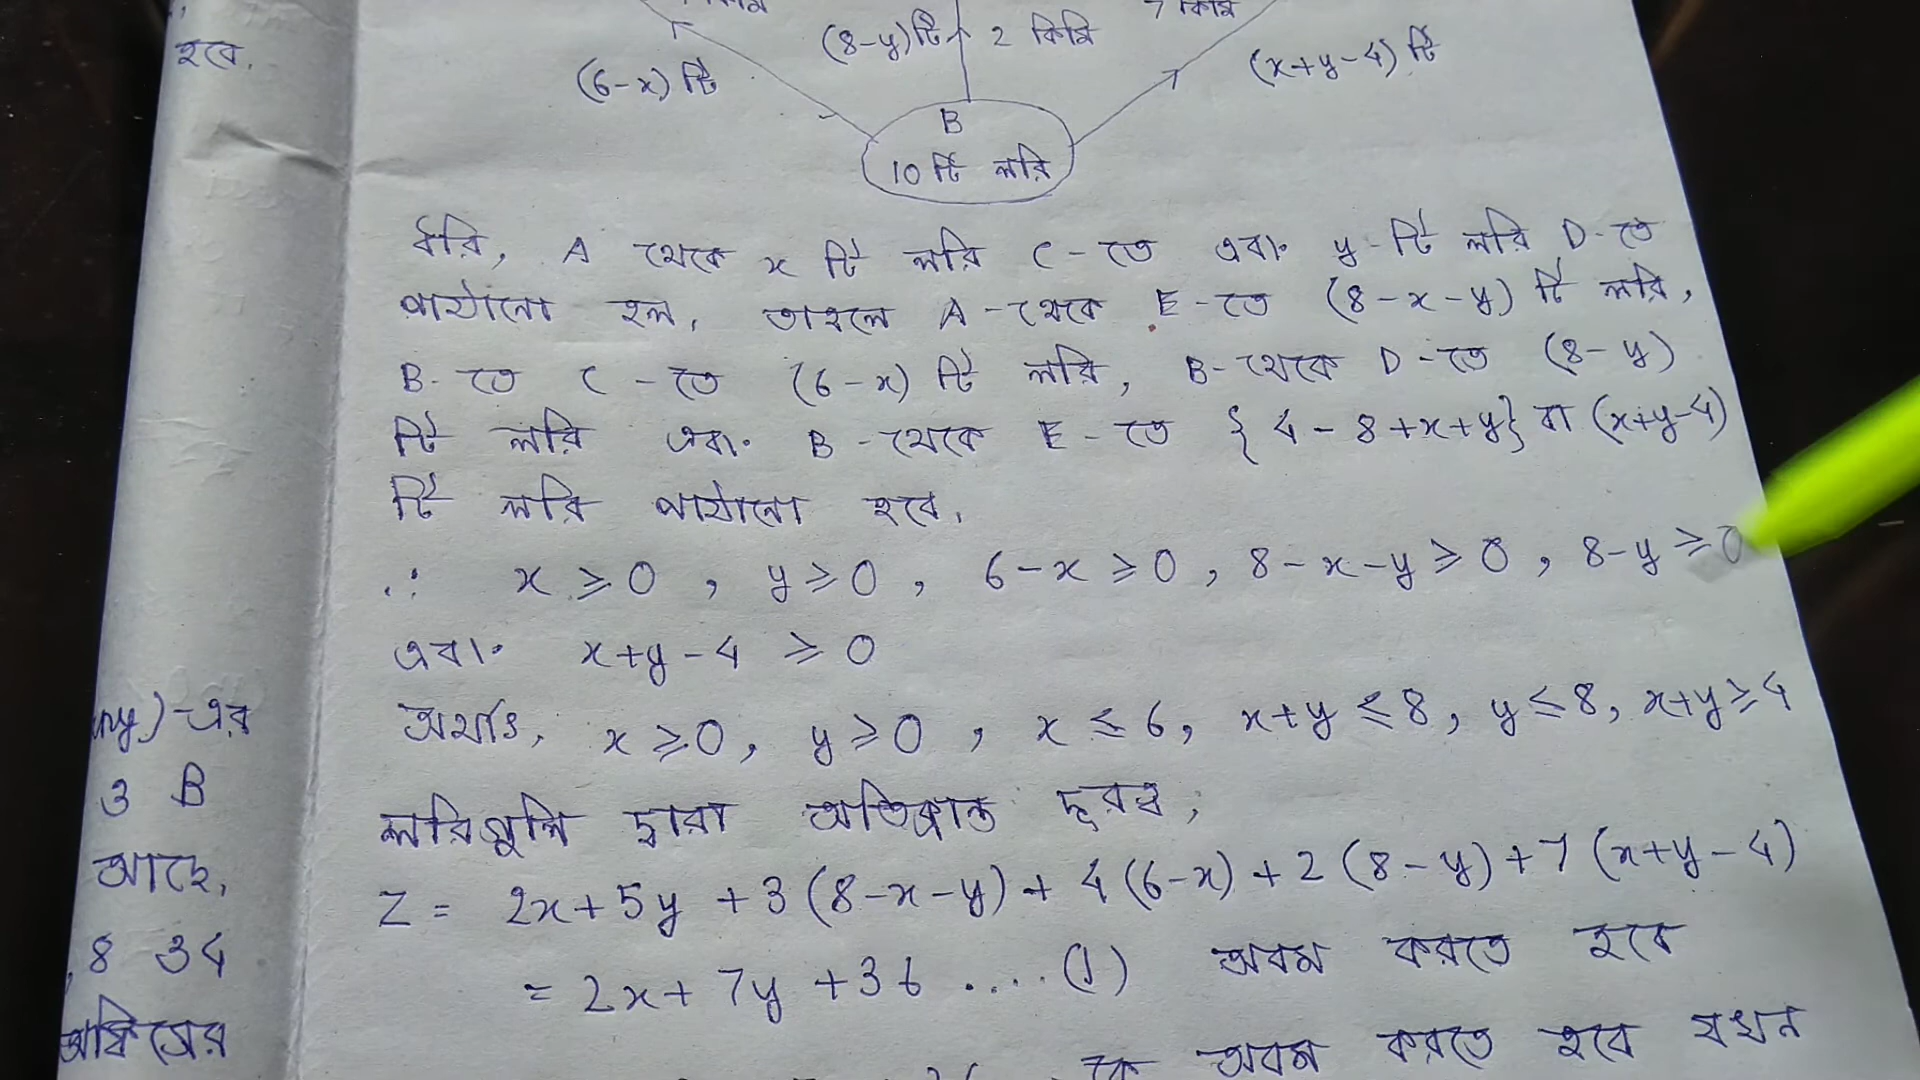 হবে.
(8-y)টি
2 কিমি
7 কিমি
(6-x) টি
(x+y-4) টি
B
10 টি লরি
ধরি, A থেকে x টি লরি C-তে এবং y-টি লরি D-তে
পাঠানো হল, তাহলে A-থেকে E-তে (8-x-y) টি লরি,
B-তে C-তে (6-x) টি লরি, B-থেকে D-তে (8-y)
টি লরি এবং B-থেকে E-তে {4-8+x+y} বা (x+y-4)
টি লরি পাঠানো হবে,
∴ x ≥ 0, y ≥ 0, 6-x ≥ 0, 8-x-y ≥ 0, 8-y ≥ 0
এবং x+y-4 ≥ 0
অর্থাৎ, x ≥ 0, y ≥ 0, x ≤ 6, x+y ≤ 8, y ≤ 8, x+y ≥ 4
লরিগুলি দ্বারা অতিক্রান্ত দূরত্ব,
Z = 2x+5y+3(8-x-y)+4(6-x)+2(8-y)+7(x+y-4)
= 2x+7y+36 ....(1) অবম করতে হবে
কে অবম করতে হবে যখন
ny)-এর
ও B
আছে,
,8 ও 4
অফিসের